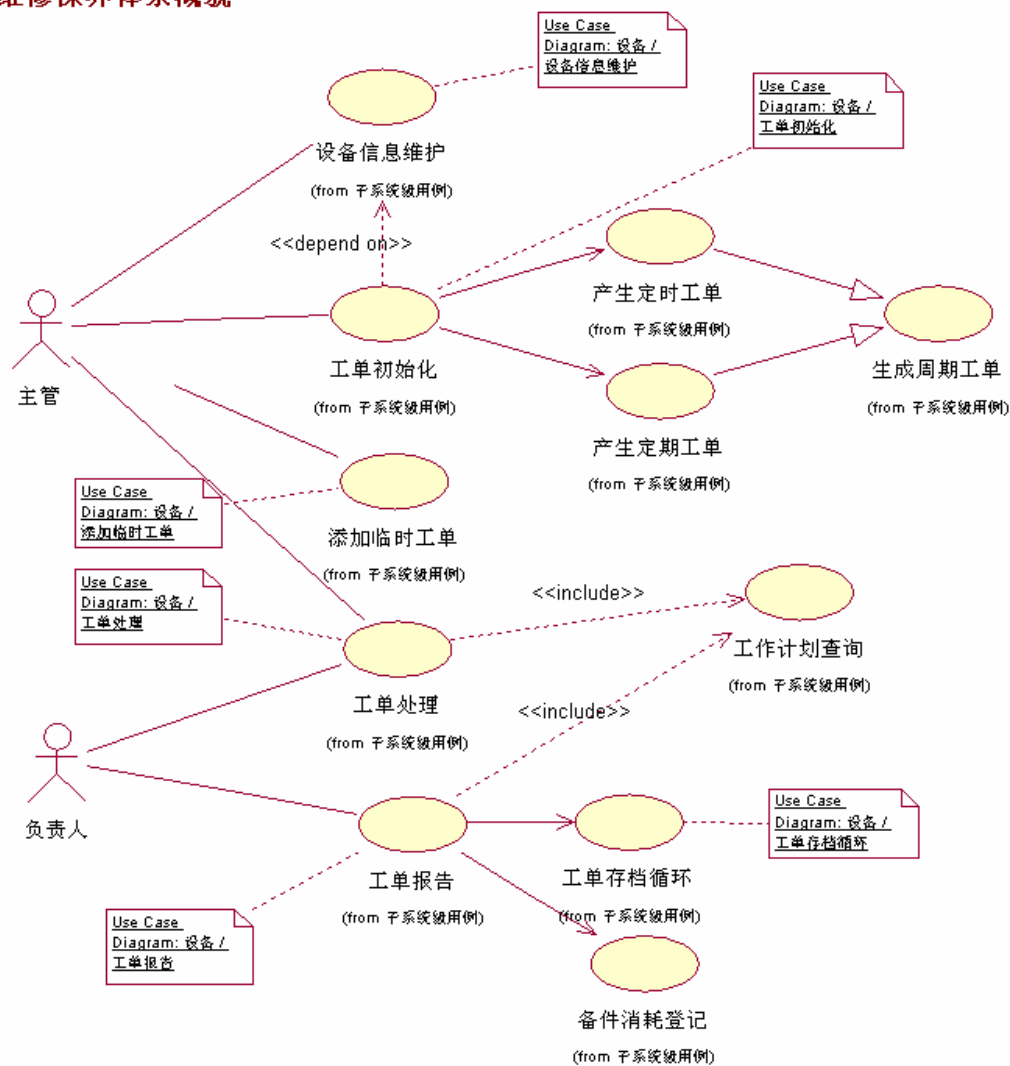 Use Case
Diagram: 设备 /
设备信息维护
Use Case
Diagram: 设备 /
工单初始化
设备信息维护
(from 子系统级用例)
<<depend on>>
产生定时工单
(from 子系统级用例)
主管
工单初始化
(from 子系统级用例)
生成周期工单
(from 子系统级用例)
产生定期工单
(from 子系统级用例)
Use Case
Diagram: 设备 /
添加临时工单
添加临时工单
(from 子系统级用例)
Use Case
Diagram: 设备 /
工单处理
<<include>>
工作计划查询
(from 子系统级用例)
工单处理
(from 子系统级用例)
<<include>>
负责人
Use Case
Diagram: 设备 /
工单存档循环
工单报告
(from 子系统级用例)
工单存档循环
(from 子系统级用例)
Use Case
Diagram: 设备 /
工单报告
备件消耗登记
(from 子系统级用例)